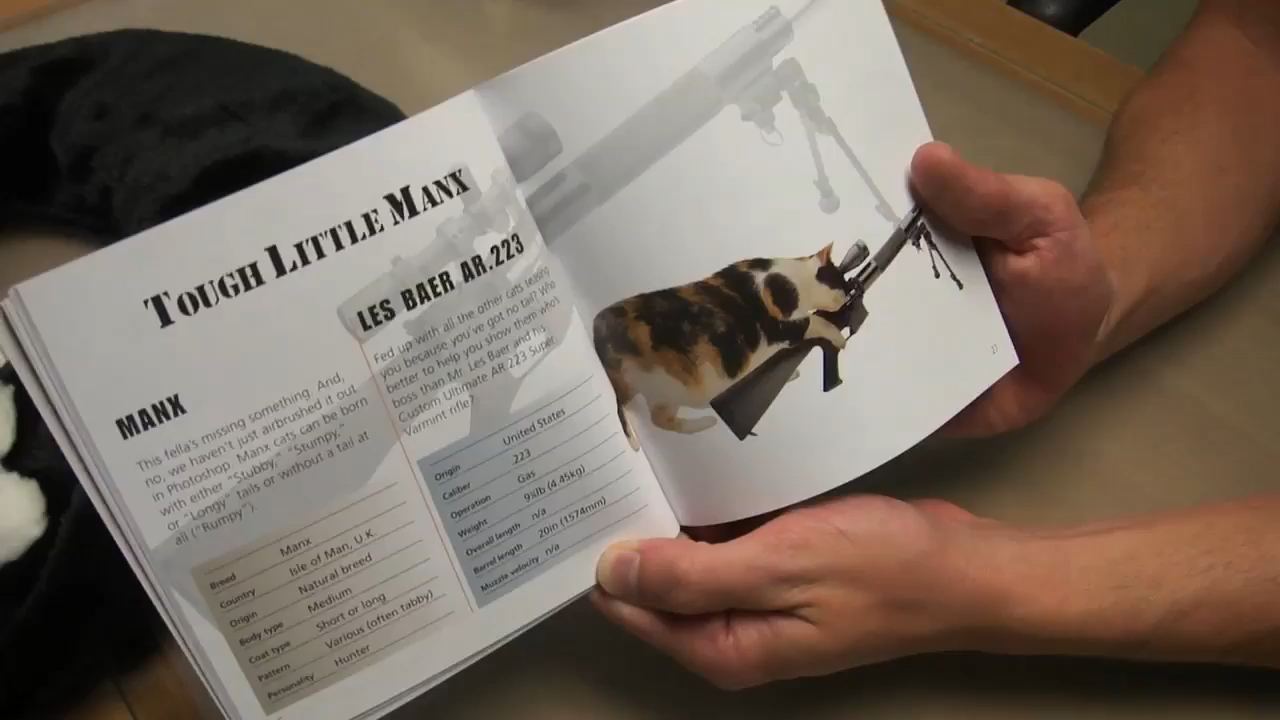 TOUGH LITTLE MANX
MANX
This fella's missing something. And,
no, we haven't just airbrushed it out
in Photoshop. Manx cats can be born
with either "Stubby," "Stumpy,"
or "Longy" tails or without a tail at
all ("Rumpy").
Breed Manx
Country Isle of Man, U.K.
Origin Natural breed
Body type Medium
Coat type Short or long
Pattern Various (often tabby)
Personality Hunter
LES BAER AR.223
Fed up with all the other cats teasing
you because you've got no tail? Who
better to help you show them who's
boss than Mr. Les Baer and his
Custom Ultimate AR.223 Super
Varmint rifle?
Origin United States
Caliber .223
Operation Gas
Weight 9¾lb (4.45kg)
Overall length n/a
Barrel length 20in (1574mm)
Muzzle velocity n/a